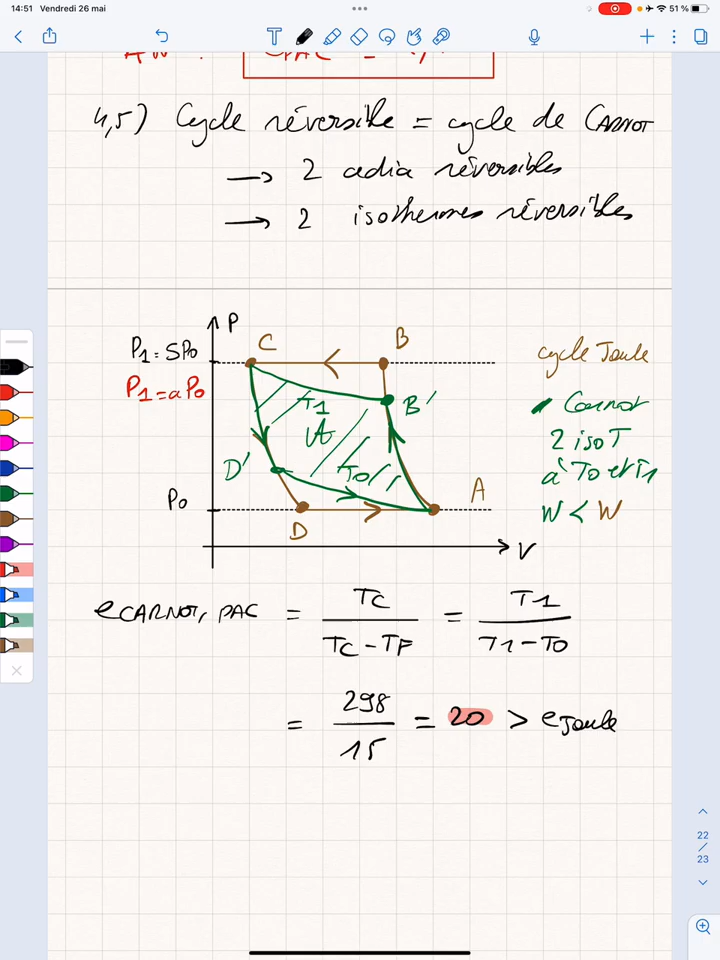 14:51 Vendredi 26 mai
51 %
4,5) Cycle réversible = cycle de CARNOT
→ 2 adia réversibles
→ 2 isothermes réversibles
P
C
B
P1 = 5P0
P1 = a P0
cycle Joule
T1
B'
Carnot
2 isoT
à T0 et T1
W < W
D'
T0
A
P0
D
V
eCARNOT, PAC = TC / (TC - TF) = T1 / (T1 - T0)
= 298 / 15 = 20 > eJoule
22
/
23